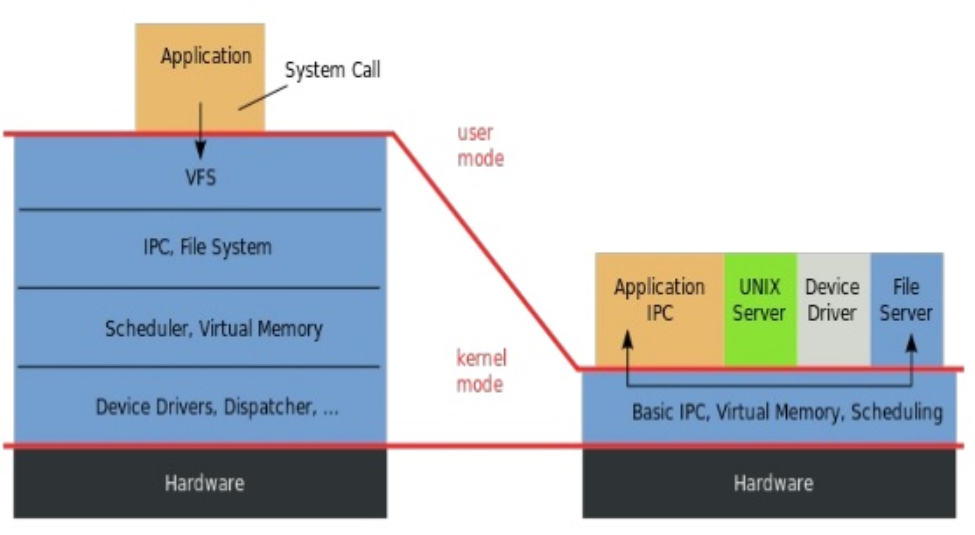 Application
System Call
VFS
IPC, File System
Scheduler, Virtual Memory
Device Drivers, Dispatcher, ...
Hardware
user
mode
kernel
mode
Application
IPC
UNIX
Server
Device
Driver
File
Server
Basic IPC, Virtual Memory, Scheduling
Hardware